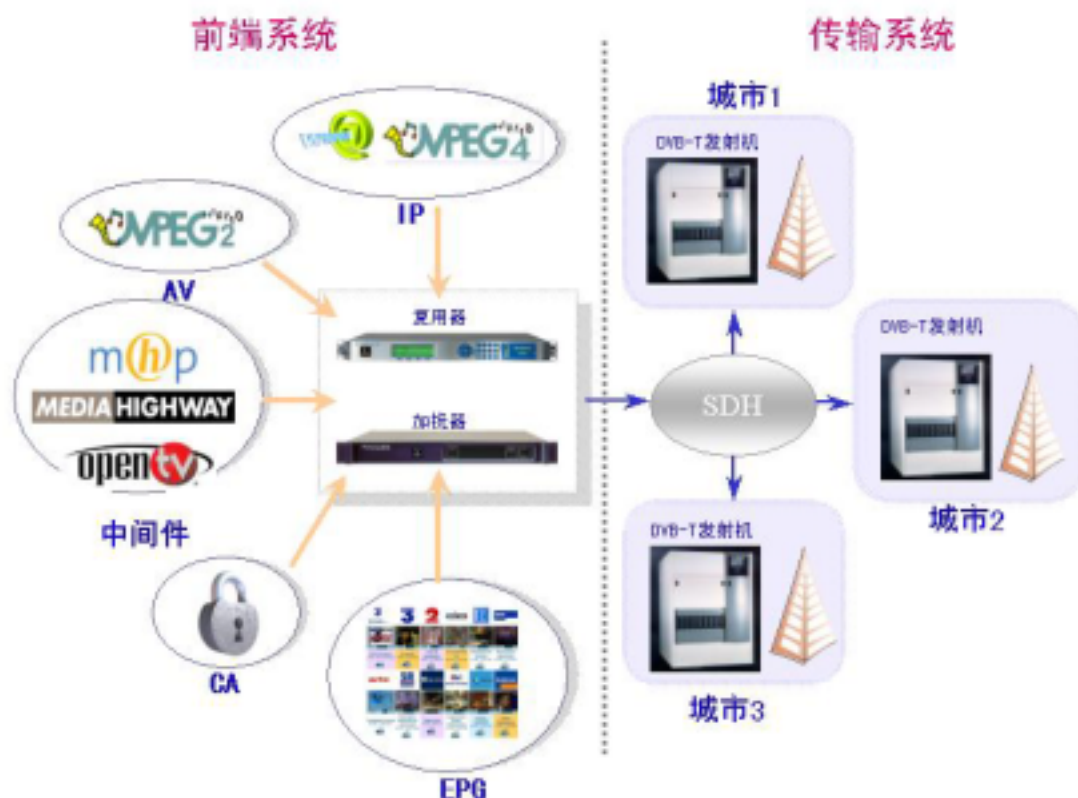 前端系统
传输系统
城市1
DVB-T发射机
MPEG4
IP
MPEG2
AV
复用器
mhp
MEDIA HIGHWAY
opentv
中间件
加扰器
SDH
DVB-T发射机
城市2
DVB-T发射机
城市3
CA
3 2
EPG